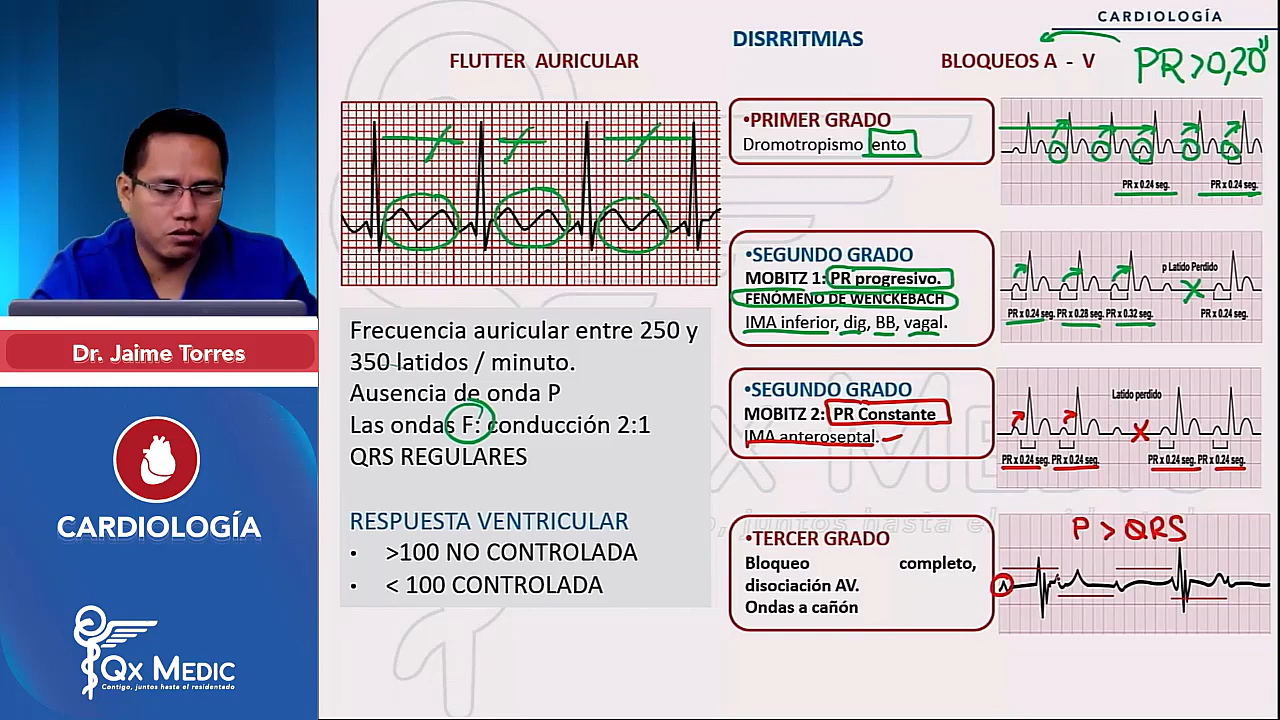 CARDIOLOGÍA
DISRRITMIAS
FLUTTER AURICULAR
BLOQUEOS A - V
PR>0,20"
•PRIMER GRADO
Dromotropismo ento
PR x 0.24 seg.
PR x 0.24 seg.
•SEGUNDO GRADO
MOBITZ 1: PR progresivo.
FENÓMENO DE WENCKEBACH
IMA inferior, dig, BB, vagal.
p Latido Perdido
PR x 0.24 seg.
PR x 0.28 seg.
PR x 0.32 seg.
PR x 0.24 seg.
Frecuencia auricular entre 250 y
350 latidos / minuto.
Ausencia de onda P
Las ondas F: conducción 2:1
QRS REGULARES
RESPUESTA VENTRICULAR
• >100 NO CONTROLADA
• < 100 CONTROLADA
•SEGUNDO GRADO
MOBITZ 2: PR Constante
IMA anteroseptal.
Latido perdido
PR x 0.24 seg.
PR x 0.24 seg.
PR x 0.24 seg.
PR x 0.24 seg.
•TERCER GRADO
Bloqueo completo,
disociación AV.
Ondas a cañón
P > QRS
Dr. Jaime Torres
CARDIOLOGÍA
QX MEDIC
Contigo, juntos hasta el residentado